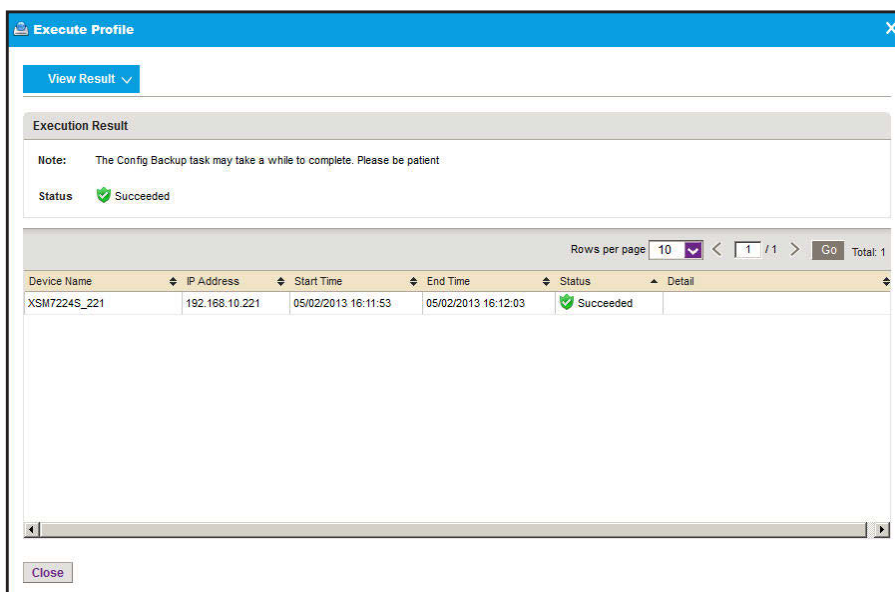 Execute Profile X
View Result
Execution Result
Note: The Config Backup task may take a while to complete. Please be patient
Status Succeeded
Rows per page 10 < 1 / 1 > Go Total: 1
Device Name IP Address Start Time End Time Status Detail
XSM7224S_221 192.168.10.221 05/02/2013 16:11:53 05/02/2013 16:12:03 Succeeded
Close